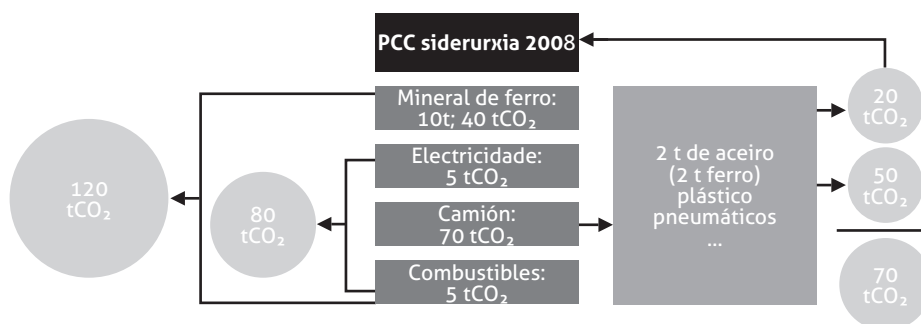 PCC siderurxia 2008
Mineral de ferro:
10t; 40 tCO₂
Electricidade:
5 tCO₂
Camión:
70 tCO₂
Combustibles:
5 tCO₂
120
tCO₂
80
tCO₂
2 t de aceiro
(2 t ferro)
plástico
pneumáticos
...
20
tCO₂
50
tCO₂
70
tCO₂